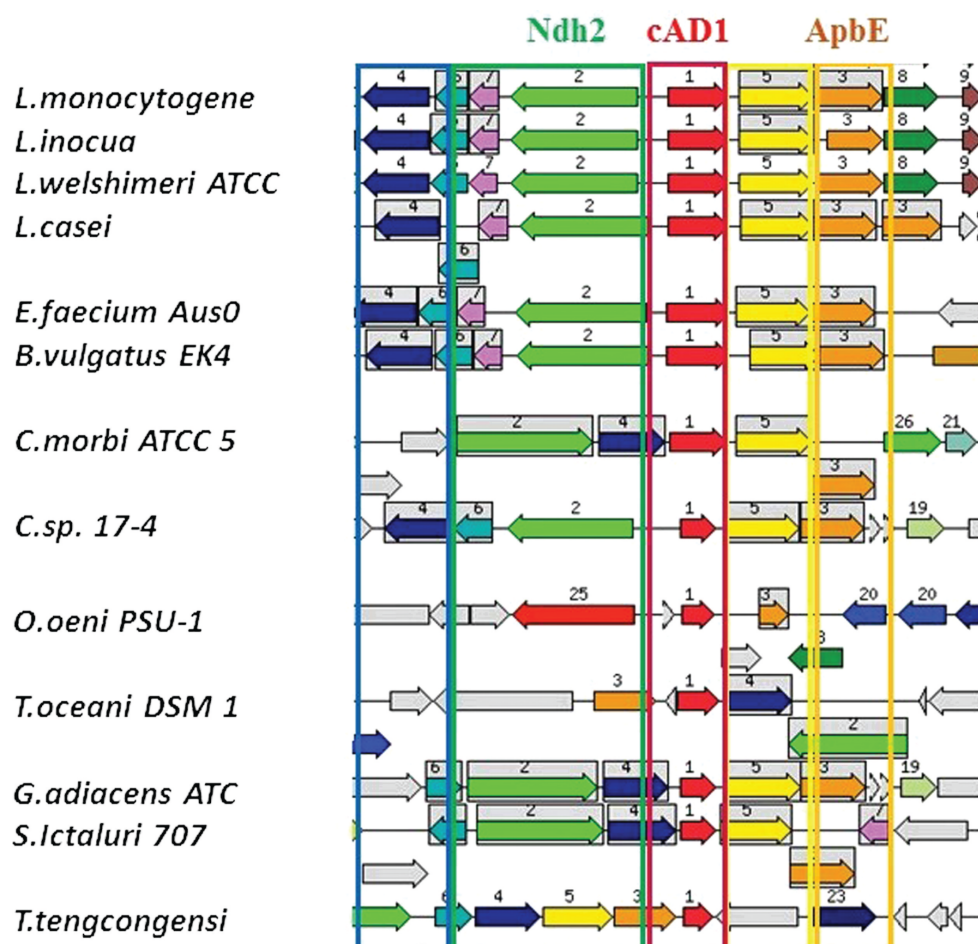 Ndh2 cAD1 ApbE
L.monocytogene 4 6 7 2 1 5 3 8 9
L.inocua 4 6 7 2 1 5 3 8 9
L.welshimeri ATCC 4 7 2 1 5 3 8 9
L.casei 4 7 2 1 5 3 3
6
E.faecium Aus0 4 6 7 2 1 5 3
B.vulgatus EK4 4 6 7 2 1 5 3
C.morbi ATCC 5 2 4 1 5 26 21
3
C.sp. 17-4 4 6 2 1 5 3 19
O.oeni PSU-1 25 1 3 20 20
T.oceani DSM 1 3 1 4
2
G.adiacens ATC 6 2 4 1 5 3 19
S.Ictaluri 707 2 4 1 5 7
T.tengcongensi 6 4 5 3 1 23